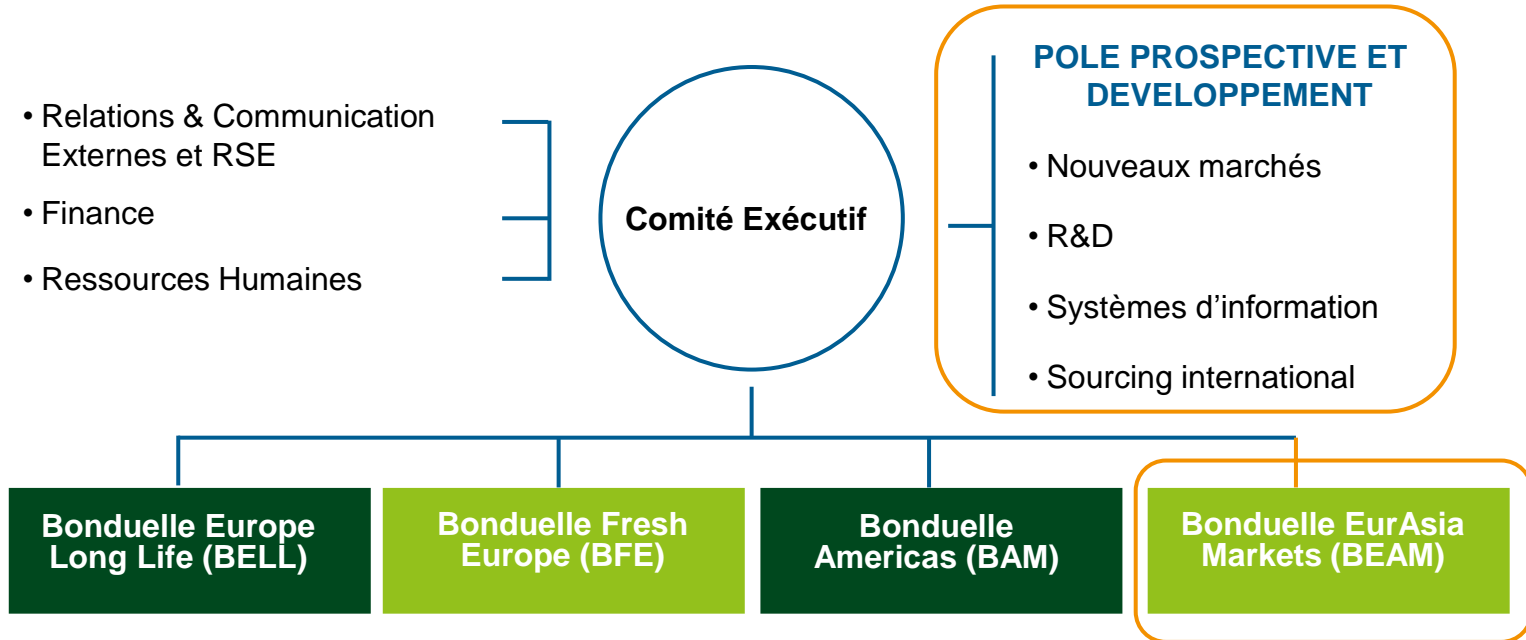 • Relations & Communication
Externes et RSE
• Finance
• Ressources Humaines
Comité Exécutif
POLE PROSPECTIVE ET
DEVELOPPEMENT
• Nouveaux marchés
• R&D
• Systèmes d’information
• Sourcing international
Bonduelle Europe
Long Life (BELL)
Bonduelle Fresh
Europe (BFE)
Bonduelle
Americas (BAM)
Bonduelle EurAsia
Markets (BEAM)